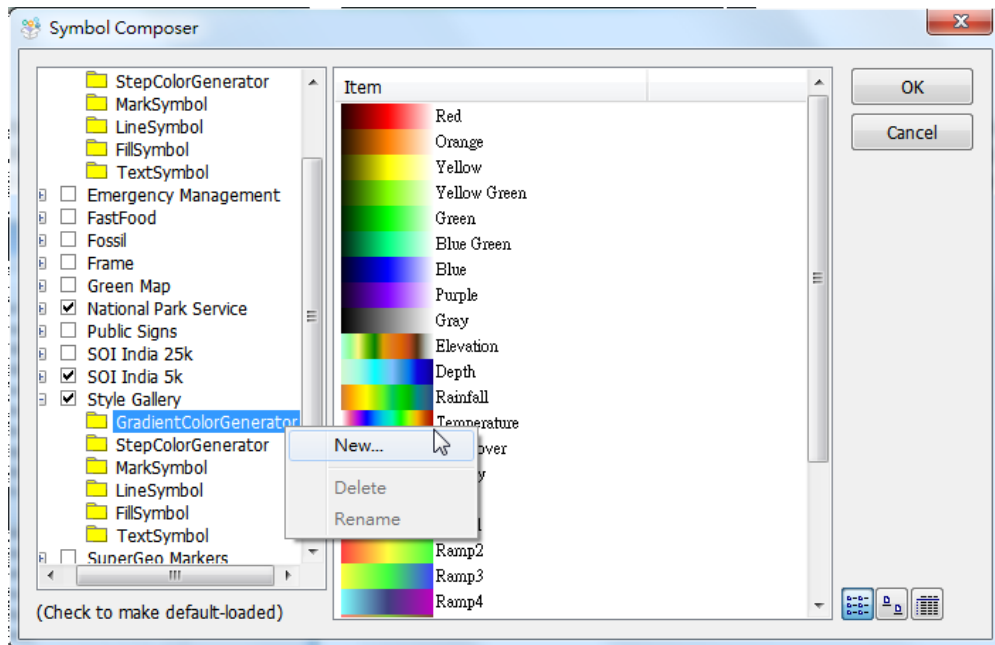 Symbol Composer
StepColorGenerator
MarkSymbol
LineSymbol
FillSymbol
TextSymbol
Emergency Management
FastFood
Fossil
Frame
Green Map
National Park Service
Public Signs
SOI India 25k
SOI India 5k
Style Gallery
GradientColorGenerator
StepColorGenerator
MarkSymbol
LineSymbol
FillSymbol
TextSymbol
SuperGeo Markers
(Check to make default-loaded)
Item
Red
Orange
Yellow
Yellow Green
Green
Blue Green
Blue
Purple
Gray
Elevation
Depth
Rainfall
Temperature
Ramp2
Ramp3
Ramp4
New...
Delete
Rename
OK
Cancel